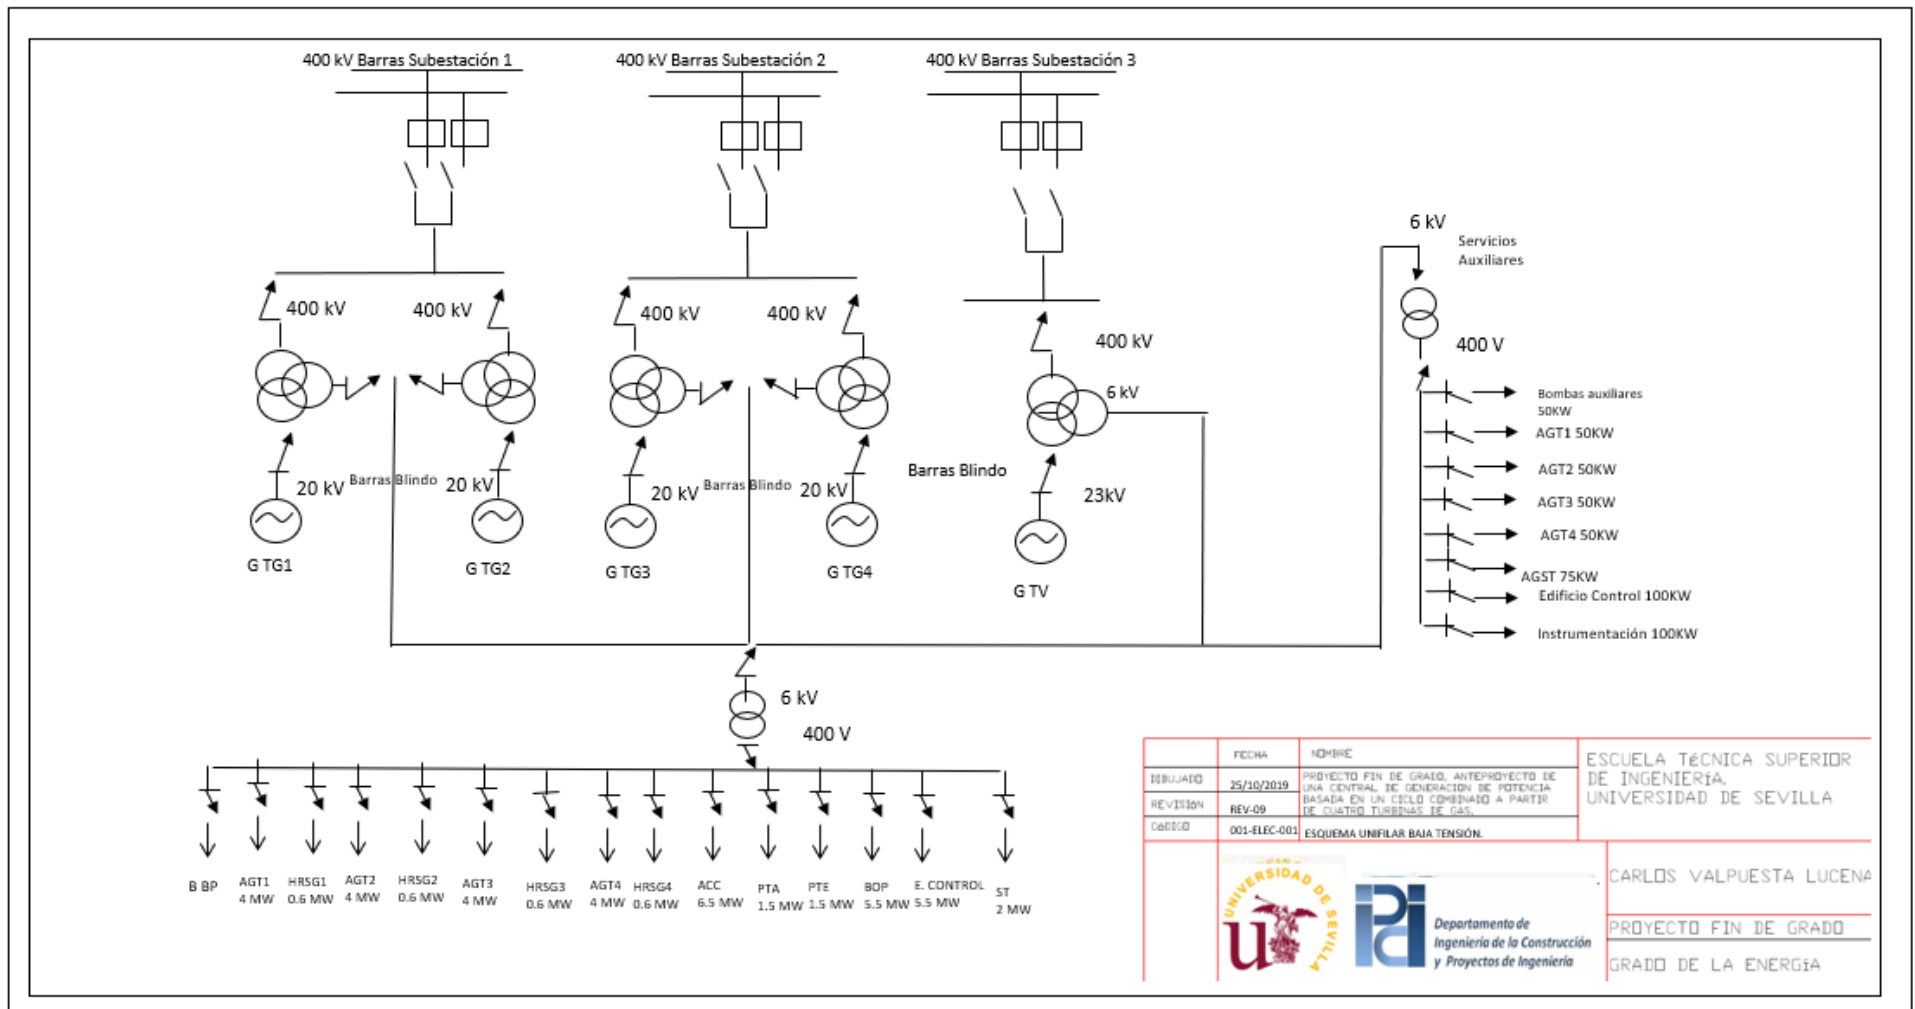 400 kV Barras Subestación 1
400 kV Barras Subestación 2
400 kV Barras Subestación 3
6 kV
Servicios
Auxiliares
400 kV
400 kV
400 kV
400 kV
400 kV
400 V
6 kV
Bombas auxiliares
50KW
AGT1 50KW
AGT2 50KW
AGT3 50KW
AGT4 50KW
AGST 75KW
Edificio Control 100KW
Instrumentación 100KW
20 kV
Barras Blindo
20 kV
20 kV
Barras Blindo
20 kV
Barras Blindo
23kV
G TG1
G TG2
G TG3
G TG4
G TV
6 kV
400 V
B BP
AGT1
4 MW
HRSG1
0.6 MW
AGT2
4 MW
HRSG2
0.6 MW
AGT3
4 MW
HRSG3
0.6 MW
AGT4
4 MW
HRSG4
0.6 MW
ACC
6.5 MW
PTA
1.5 MW
PTE
1.5 MW
BOP
5.5 MW
E. CONTROL
5.5 MW
ST
2 MW
FECHA
NOMBRE
DIBUJADO
25/10/2019
PROYECTO FIN DE GRADO, ANTEPROYECTO DE
UNA CENTRAL DE GENERACION DE POTENCIA
BASADA EN UN CICLO COMBINADO A PARTIR
DE CUATRO TURBINAS DE GAS.
REVISIóN
REV-09
CóDIGO
001-ELEC-001
ESQUEMA UNIFILAR BAJA TENSIÓN.
ESCUELA TéCNICA SUPERIOR
DE INGENIERíA.
UNIVERSIDAD DE SEVILLA
UNIVERSIDAD DE SEVILLA
Departamento de
Ingeniería de la Construcción
y Proyectos de Ingeniería
CARLOS VALPUESTA LUCENA
PROYECTO FIN DE GRADO
GRADO DE LA ENERGíA